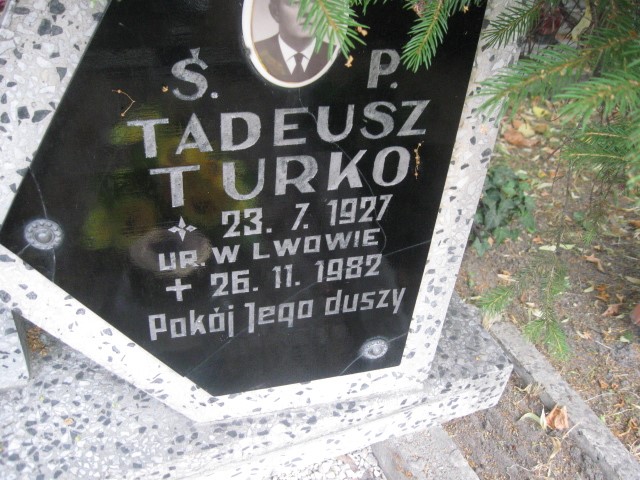 Ś. P.
TADEUSZ
TURKO
23. 7. 1927
UR. W LWOWIE
+ 26. 11. 1982
Pokój Jego duszy